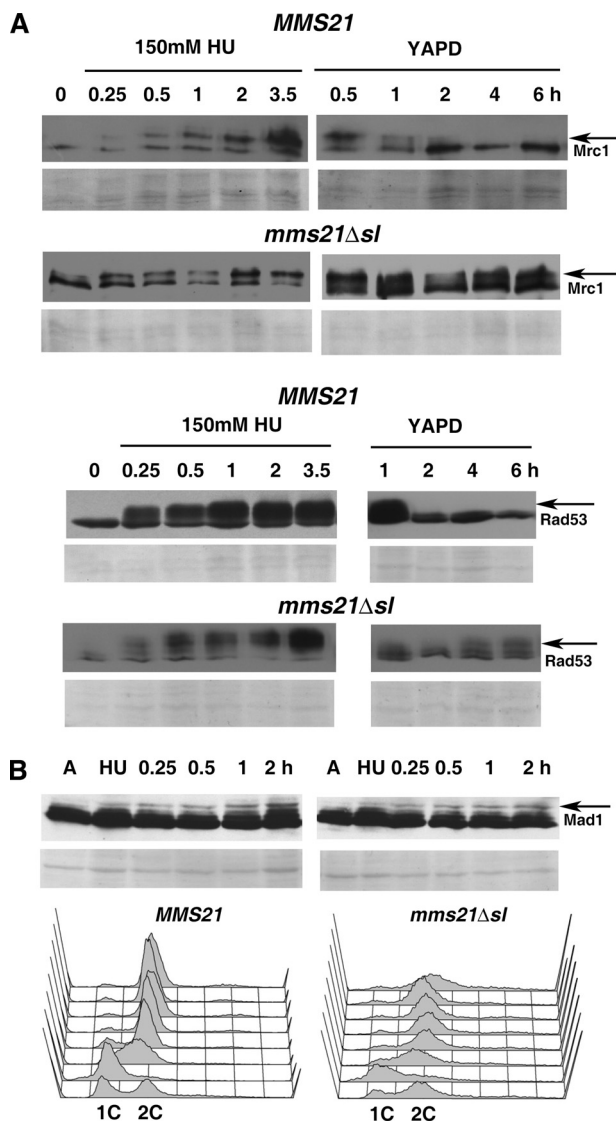 A
MMS21
150mM HU YAPD
0 0.25 0.5 1 2 3.5 0.5 1 2 4 6 h
Mrc1
mms21Δsl
Mrc1
MMS21
150mM HU YAPD
0 0.25 0.5 1 2 3.5 1 2 4 6 h
Rad53
mms21Δsl
Rad53
B
A HU 0.25 0.5 1 2 h A HU 0.25 0.5 1 2 h
Mad1
MMS21 mms21Δsl
1C 2C 1C 2C